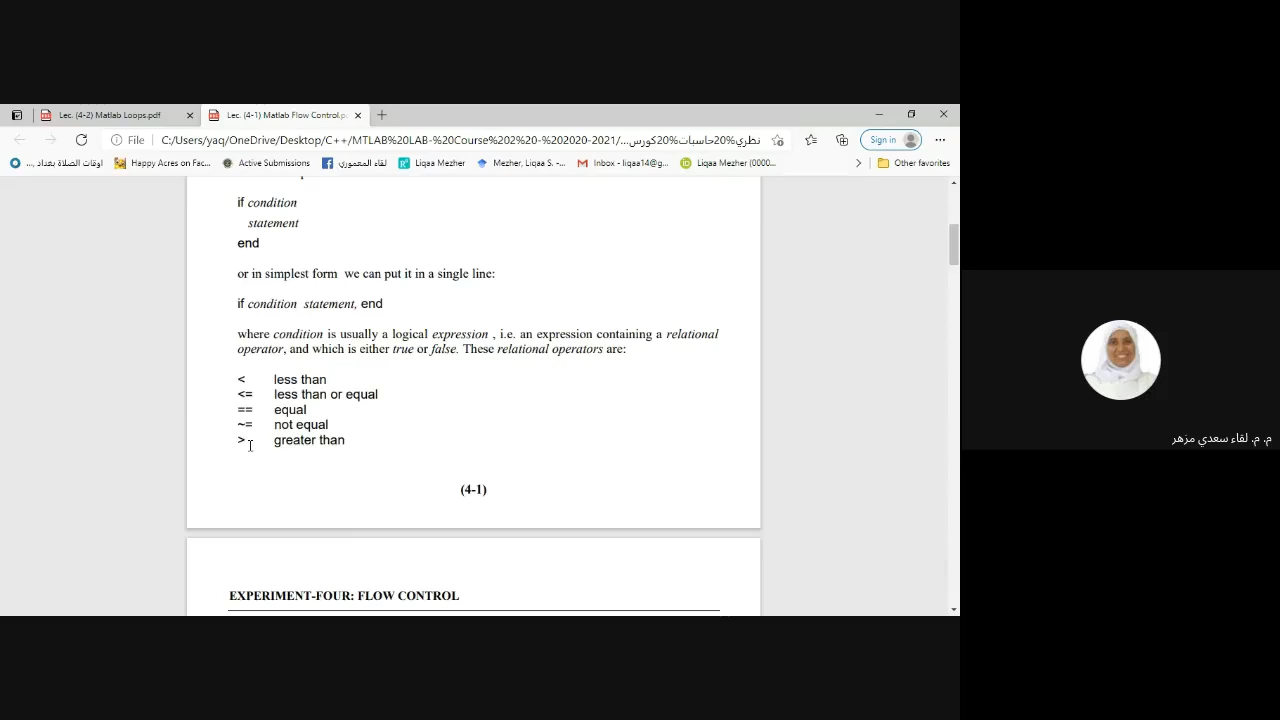 Lec. (4-2) Matlab Loops.pdf
Lec. (4-1) Matlab Flow Control.p
File
C:/Users/yaq/OneDrive/Desktop/C++/MTLAB%20LAB-%20Course%202%20-%202020-2021/نظري%20حاسبات%20كورس...
Sign in
اوقات الصلاة بغداد, ...
Happy Acres on Fac...
Active Submissions
لقاء المعموري
Liqaa Mezher
Mezher, Liqaa S. -...
Inbox - liqaa14@g...
Liqaa Mezher (0000...
Other favorites
if condition
statement
end
or in simplest form we can put it in a single line:
if condition statement, end
where condition is usually a logical expression , i.e. an expression containing a relational
operator, and which is either true or false. These relational operators are:
< less than
<= less than or equal
== equal
~= not equal
> greater than
(4-1)
EXPERIMENT-FOUR: FLOW CONTROL
م. م. لقاء سعدي مزهر